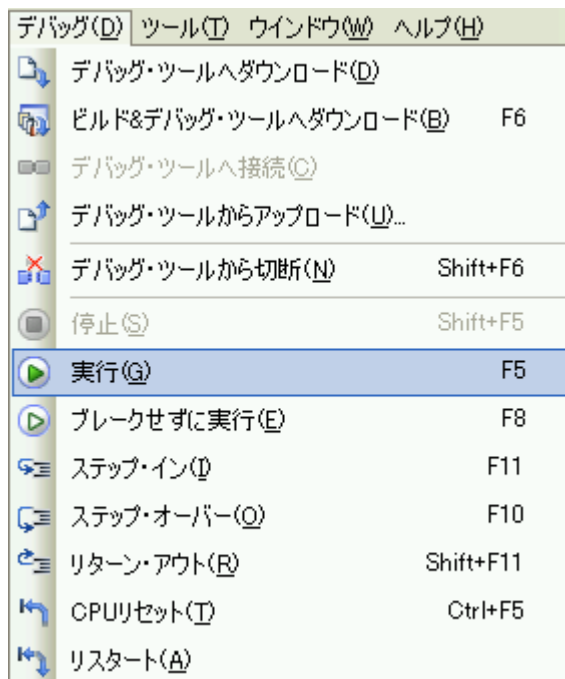 デバッグ(D) ツール(T) ウインドウ(W) ヘルプ(H)
デバッグ・ツールへダウンロード(D)
ビルド&デバッグ・ツールへダウンロード(B) F6
デバッグ・ツールへ接続(C)
デバッグ・ツールからアップロード(U)...
デバッグ・ツールから切断(N) Shift+F6
停止(S) Shift+F5
実行(G) F5
ブレークせずに実行(E) F8
ステップ・イン(I) F11
ステップ・オーバー(O) F10
リターン・アウト(R) Shift+F11
CPUリセット(T) Ctrl+F5
リスタート(A)